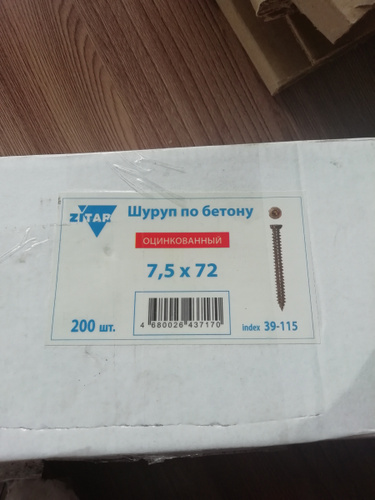 ZITAR
Шуруп по бетону
ОЦИНКОВАННЫЙ
7,5 x 72
200 шт.
4 680026 437170
index 39-115